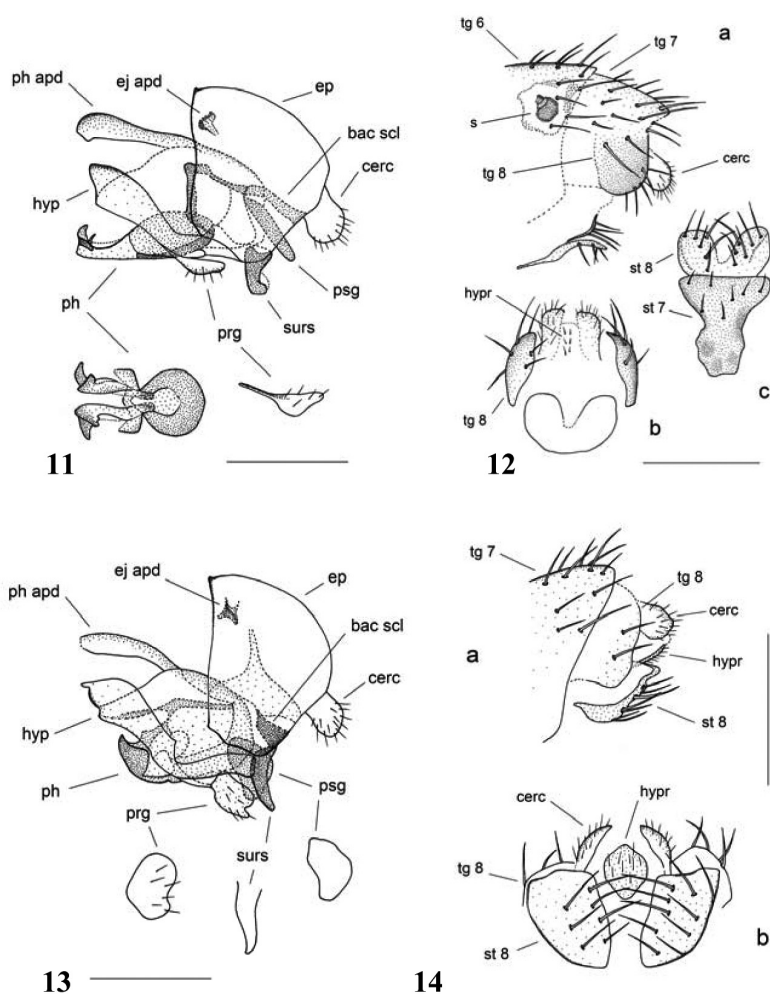 ph apd
ej apd
ep
bac scl
cerc
hyp
psg
ph
prg
surs
11
tg 6
tg 7
a
s
tg 8
cerc
st 8
hypr
st 7
tg 8
b
c
12
ph apd
ej apd
ep
bac scl
cerc
hyp
ph
psg
prg
surs
13
tg 7
tg 8
cerc
a
hypr
st 8
cerc
hypr
tg 8
st 8
b
14